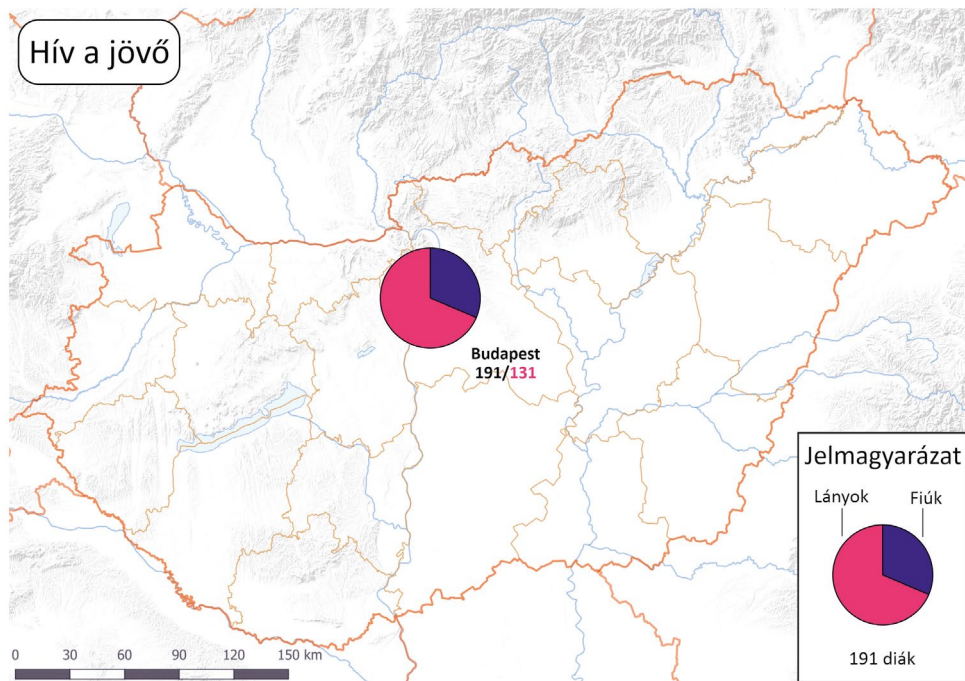 Hív a jövő
Budapest
191/131
Jelmagyarázat
Lányok Fiúk
191 diák
0 30 60 90 120 150 km